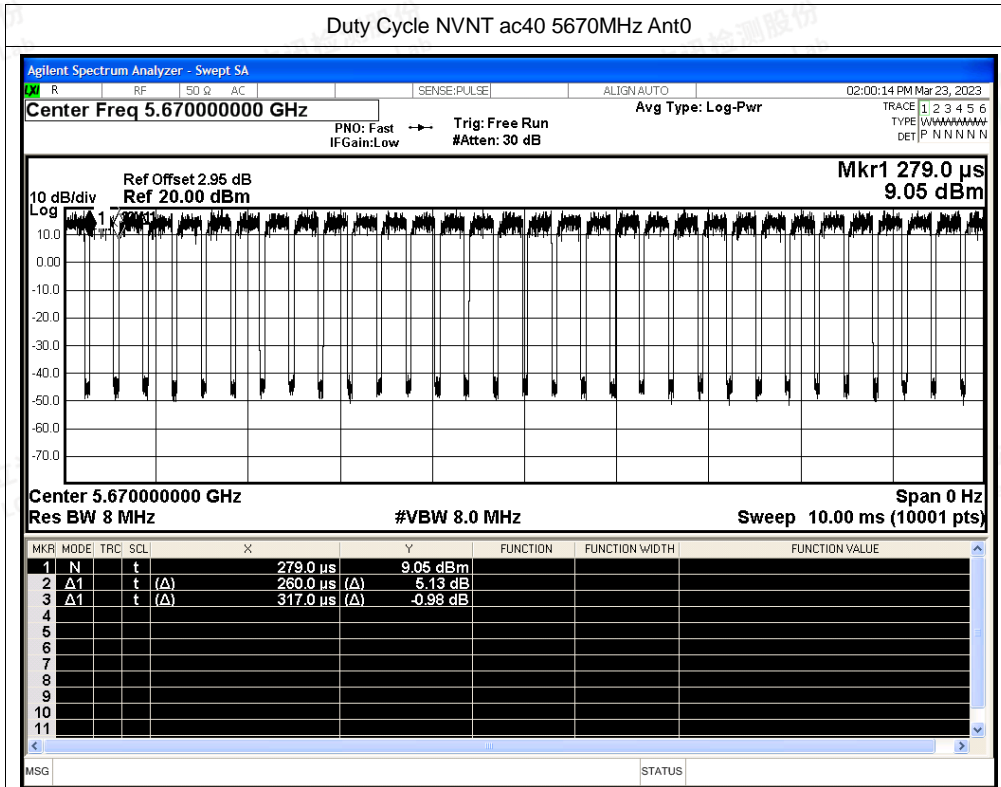 Duty Cycle NVNT ac40 5670MHz Ant0
Agilent Spectrum Analyzer - Swept SA
LXI R RF 50 Ω AC SENSE:PULSE ALIGN AUTO 02:00:14 PM Mar 23, 2023
Center Freq 5.670000000 GHz Avg Type: Log-Pwr TRACE 1 2 3 4 5 6
PNO: Fast Trig: Free Run TYPE WWWWWW
IFGain:Low #Atten: 30 dB DET P N N N N N
Mkr1 279.0 µs
Ref Offset 2.95 dB
10 dB/div Ref 20.00 dBm 9.05 dBm
Log
10.0
0.00
-10.0
-20.0
-30.0
-40.0
-50.0
-60.0
-70.0
Center 5.670000000 GHz Span 0 Hz
Res BW 8 MHz #VBW 8.0 MHz Sweep 10.00 ms (10001 pts)
MKR MODE TRC SCL X Y FUNCTION FUNCTION WIDTH FUNCTION VALUE
1 N t 279.0 µs 9.05 dBm
2 Δ1 t (Δ) 260.0 µs (Δ) 5.13 dB
3 Δ1 t (Δ) 317.0 µs (Δ) -0.98 dB
4
5
6
7
8
9
10
11
MSG STATUS